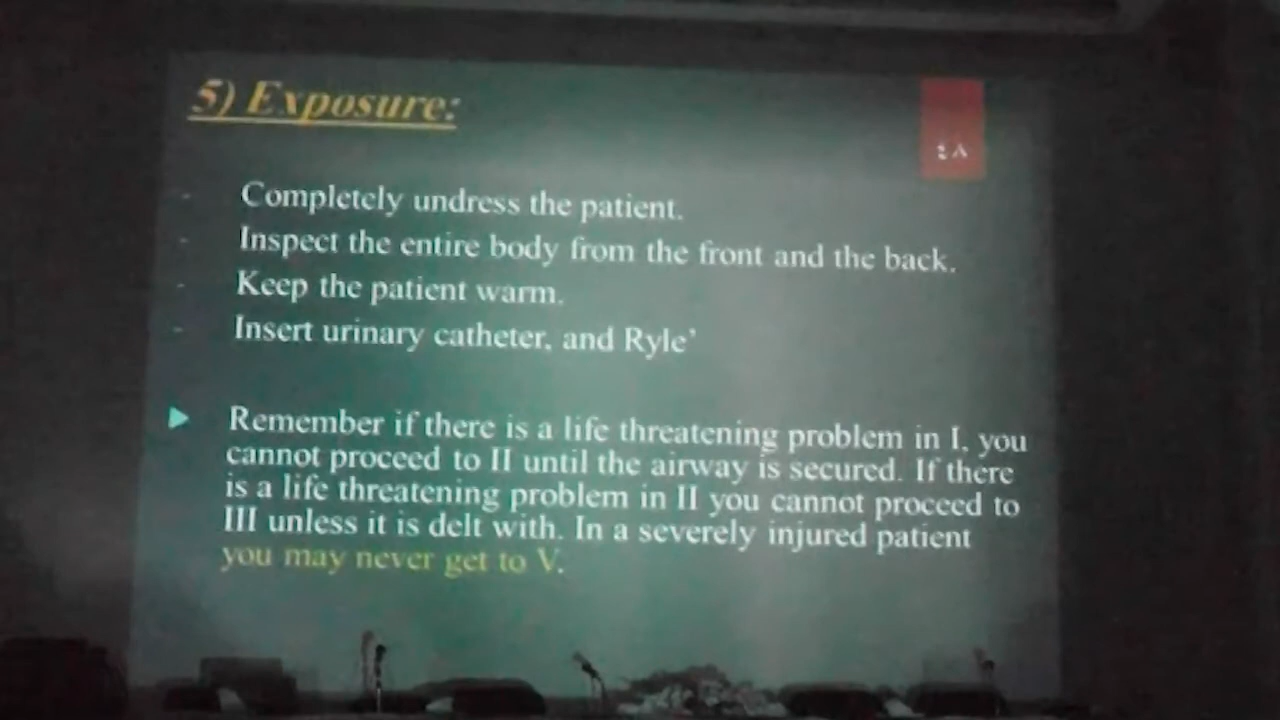 5) Exposure:
٤٨
- Completely undress the patient.
- Inspect the entire body from the front and the back.
- Keep the patient warm.
- Insert urinary catheter, and Ryle’
Remember if there is a life threatening problem in I, you
cannot proceed to II until the airway is secured. If there
is a life threatening problem in II you cannot proceed to
III unless it is delt with. In a severely injured patient
you may never get to V.